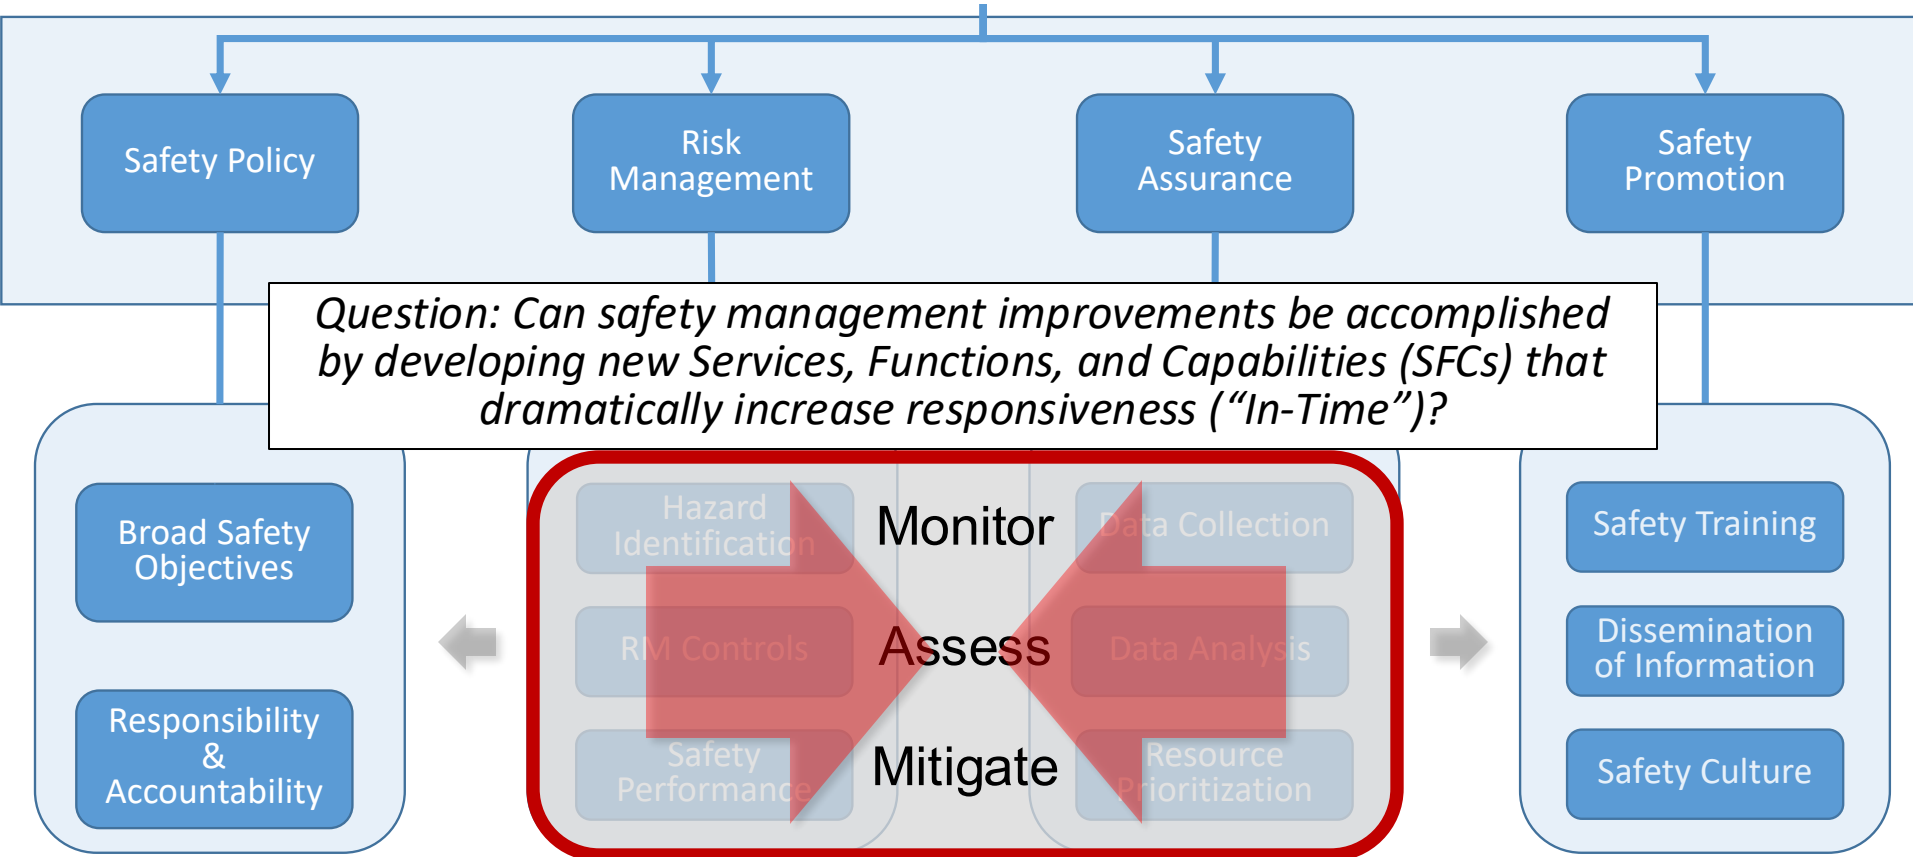 Safety Policy
Risk
Management
Safety
Assurance
Safety
Promotion
Question: Can safety management improvements be accomplished
by developing new Services, Functions, and Capabilities (SFCs) that
dramatically increase responsiveness (“In-Time”)?
Broad Safety
Objectives
Responsibility
&
Accountability
Hazard
Identification
RM Controls
Safety
Performance
Monitor
Assess
Mitigate
Data Collection
Data Analysis
Resource
Prioritization
Safety Training
Dissemination
of Information
Safety Culture